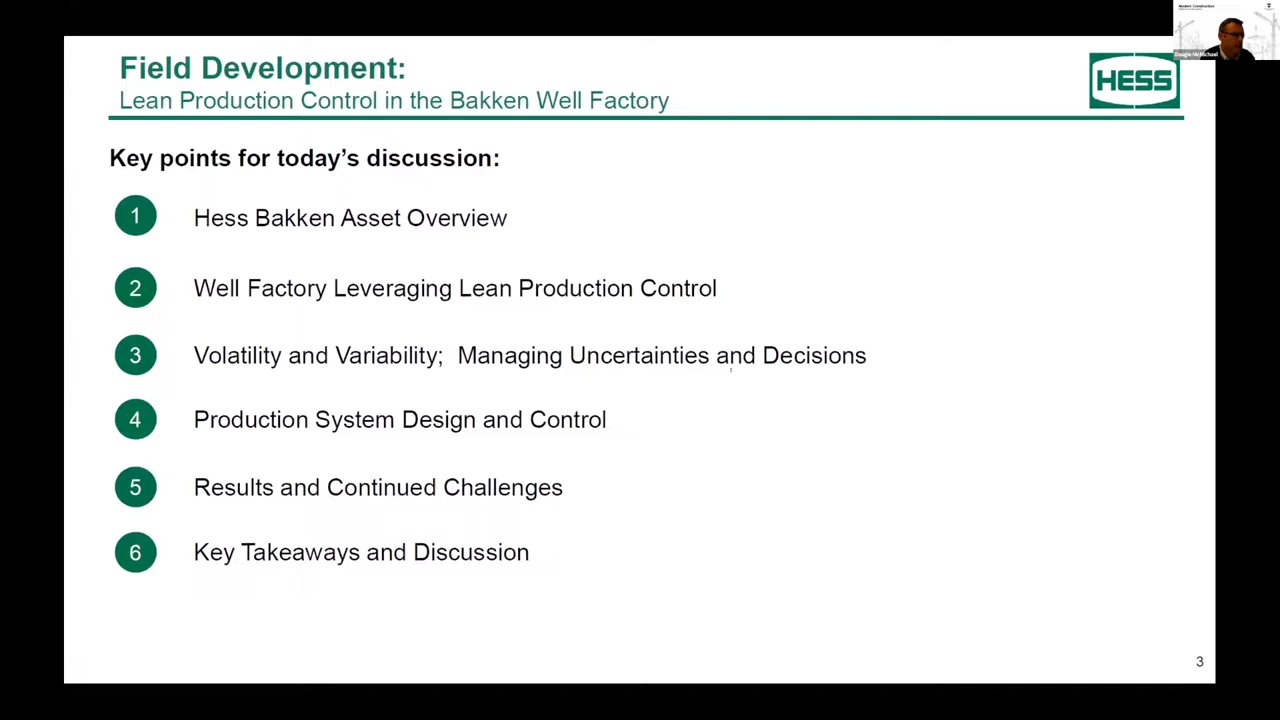 Field Development:
Lean Production Control in the Bakken Well Factory
HESS
Key points for today's discussion:
1 Hess Bakken Asset Overview
2 Well Factory Leveraging Lean Production Control
3 Volatility and Variability; Managing Uncertainties and Decisions
4 Production System Design and Control
5 Results and Continued Challenges
6 Key Takeaways and Discussion
3
Modern Construction